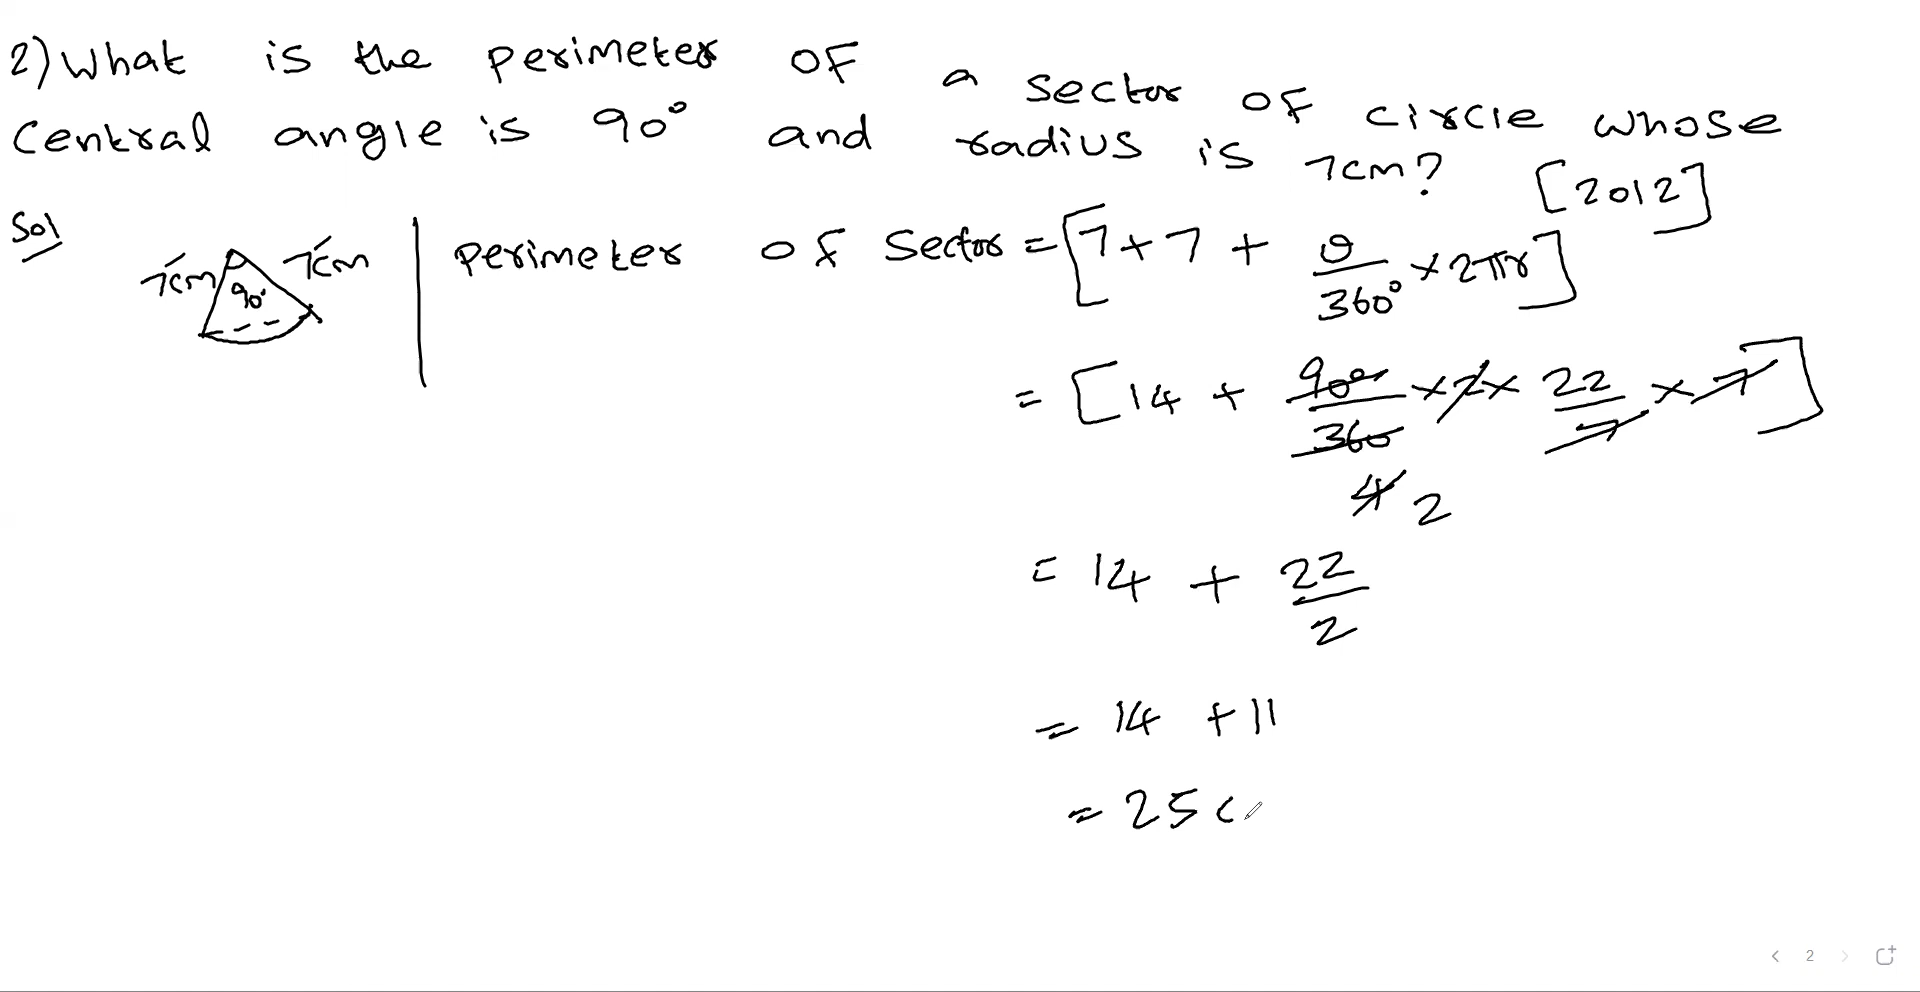 2) What is the perimeter of a sector of circle whose
central angle is 90° and radius is 7cm? [2012]
Sol
7cm 7cm
90°
perimeter of sector = [7 + 7 + θ/360° × 2πr]
= [14 + 90°/360 × 2 × 22/7 × 7]
4 2
= 14 + 22/2
= 14 + 11
= 25 c
2